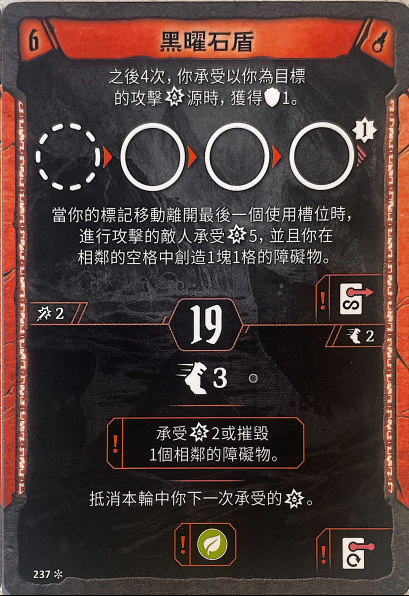 6 黑曜石盾
之後4次，你承受以你為目標
的攻擊源時，獲得1。
1
當你的標記移動離開最後一個使用槽位時，
進行攻擊的敵人承受5，並且你在
相鄰的空格中創造1塊1格的障礙物。
! S
2
19
2
3
! 承受2或摧毀
1個相鄰的障礙物。
抵消本輪中你下一次承受的。
!
!
237